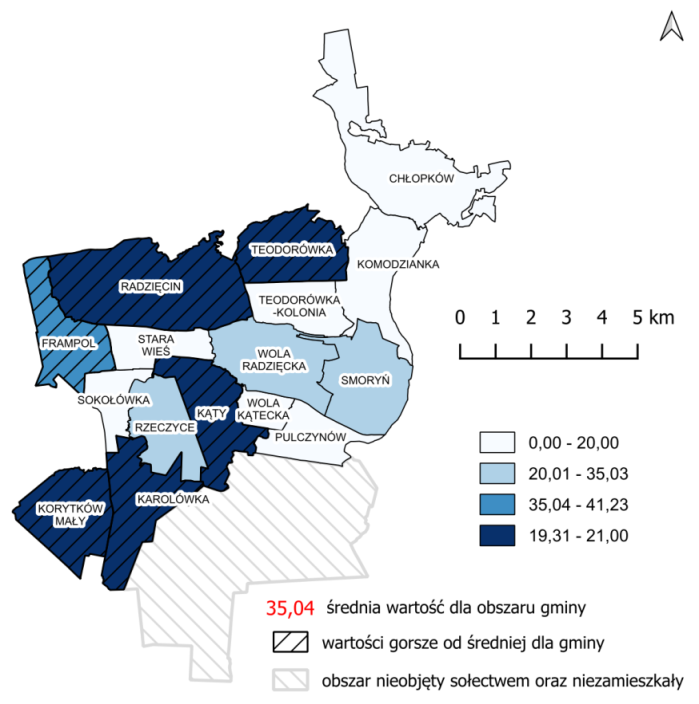 CHŁOPKÓW
TEODORÓWKA
KOMODZIANKA
RADZIĘCIN
TEODORÓWKA
-KOLONIA
0 1 2 3 4 5 km
FRAMPOL
STARA
WIEŚ
WOLA
RADZIĘCKA
SMORYŃ
SOKOŁÓWKA
KĄTY
WOLA
KĄTECKA
RZECZYCE
PULCZYNÓW
0,00 - 20,00
20,01 - 35,03
KAROLÓWKA
35,04 - 41,23
KORYTKÓW
MAŁY
19,31 - 21,00
35,04 średnia wartość dla obszaru gminy
wartości gorsze od średniej dla gminy
obszar nieobjęty sołectwem oraz niezamieszkały